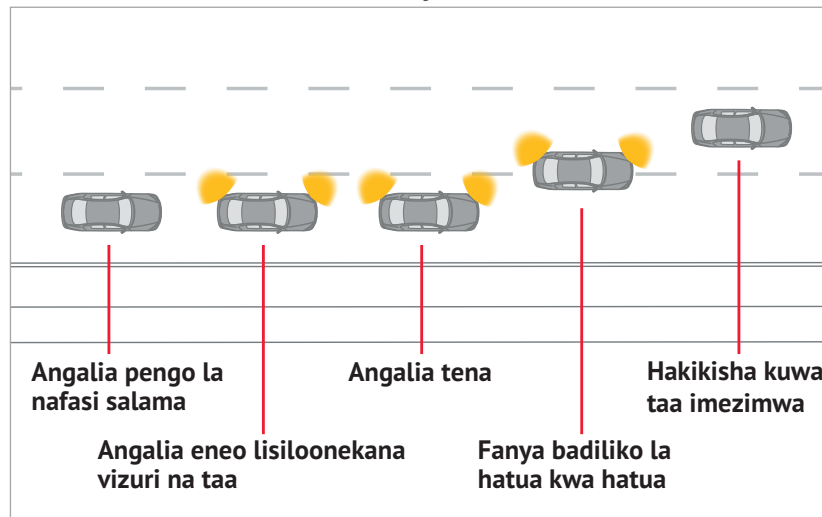 Angalia pengo la
nafasi salama
Angalia eneo lisiloonekana
vizuri na taa
Angalia tena
Fanya badiliko la
hatua kwa hatua
Hakikisha kuwa
taa imezimwa